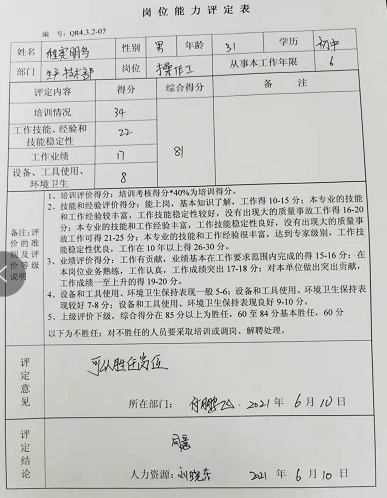 岗位能力评定表
编 号：QR4.3.2-07
姓名 性别 男 年龄 31 学历 初中
部门 生产技术部 岗位 操作工 从事本工作年限 6
评定内容 得分 综合得分 备 注
培训情况 34
工作技能、经验和技能稳定性 22
工作业绩 17 81
设备、工具使用、环境卫生 8
备注：评价的准则及评价等级说明
1、培训评价得分：培训考核得分*40%为培训得分。
2、技能和经验评价得分：能上岗，基本知识了解，工作得 10-15 分；本专业的技能
和工作经验较丰富，工作技能稳定性较好，没有出现大的质量事故工作得 16-20
分；本专业的技能和工作经验丰富，工作技能稳定性良好，没有出现大的质量事
故工作可得 21-25 分；本专业的技能和工作经验很丰富，达到专家级别，工作技
能稳定性优良，工作在 10 年以上得 26-30 分。
3、业绩评价得分：工作有贡献，业绩基本在工作要求范围内完成的得 15-16 分；在
本岗位业务熟练，工作认真，工作成绩突出 17-18 分；对本单位做出突出贡献，
工作成绩一至上升的得 19-20 分。
4、设备和工具使用、环境卫生保持表现一般 5-6；设备和工具使用、环境卫生保持表
现较好 7-8 分；设备和工具使用、环境卫生保持表现良好 9-10 分。
5、上级评价下级，综合得分在 85 分以上为胜任，60 至 84 分基本胜任，60 分
以下为不胜任；对不胜任的人员要采取培训或调岗、解聘处理。
评定意见
可以胜任岗位
所在部门： 2021 年 6 月 10 日
评定结论
同意
人力资源：刘晓东 2021 年 6 月 10 日